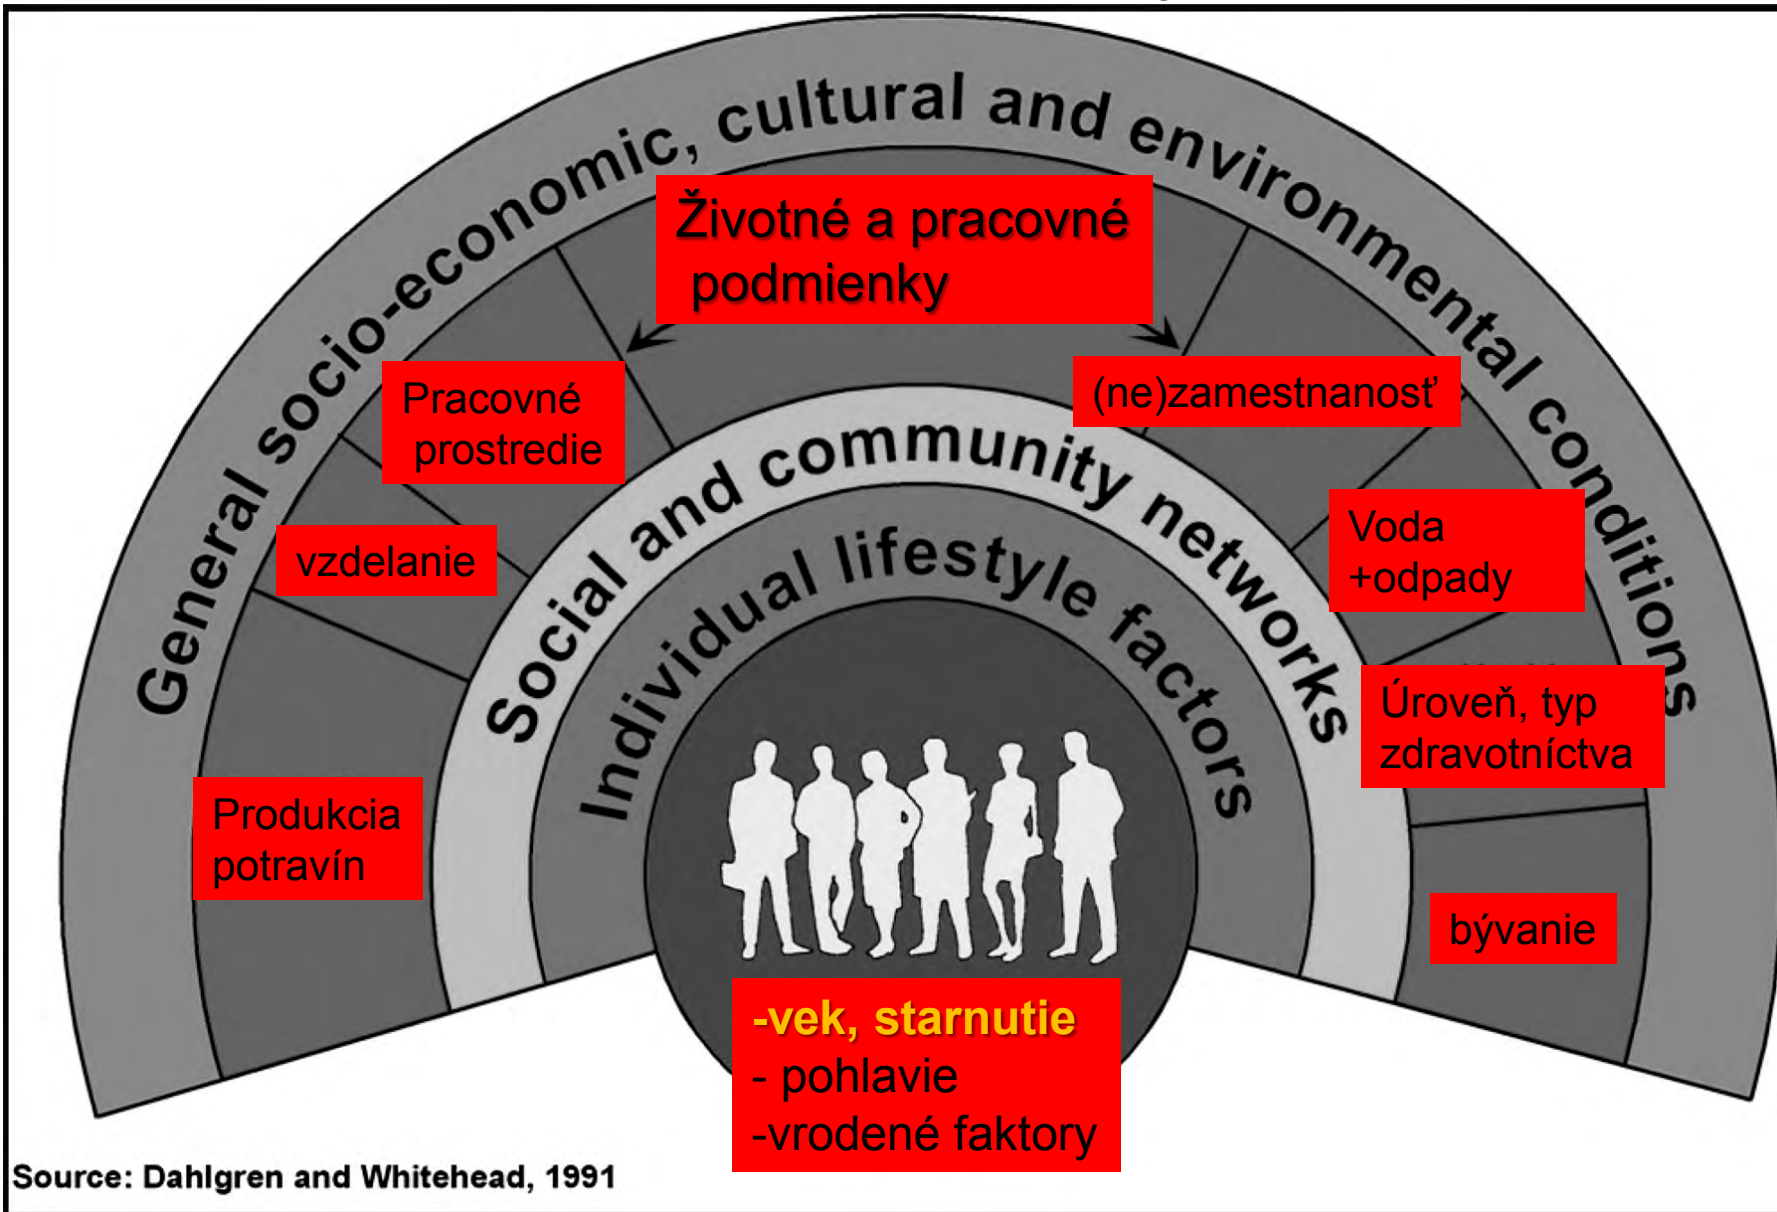 General socio-economic, cultural and environmental conditions
Životné a pracovné
podmienky
Pracovné
prostredie
(ne)zamestnanosť
Social and community networks
vzdelanie
Voda
+odpady
Individual lifestyle factors
Úroveň, typ
zdravotníctva
Produkcia
potravín
bývanie
-vek, starnutie
- pohlavie
-vrodené faktory
Source: Dahlgren and Whitehead, 1991